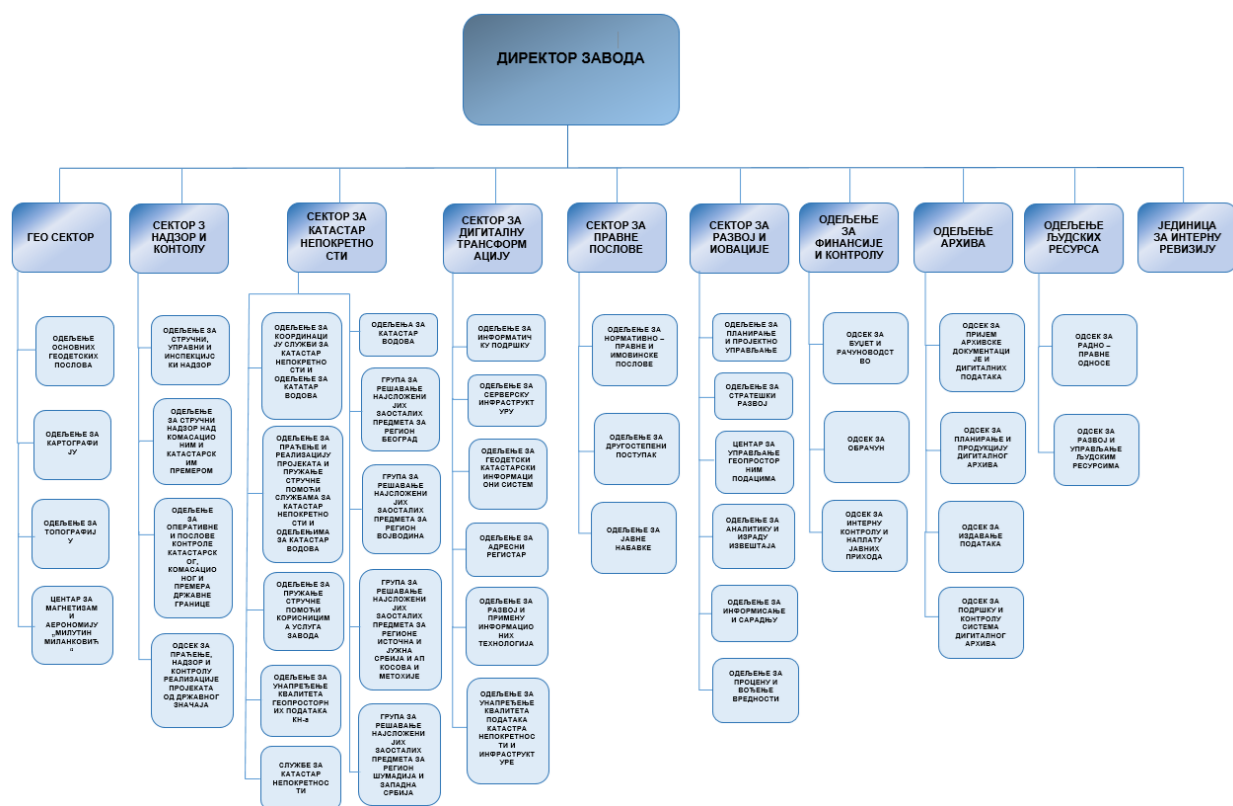 ДИРЕКТОР ЗАВОДА
ГЕО СЕКТОР
СЕКТОР З
НАДЗОР И
КОНТОЛУ
СЕКТОР ЗА
КАТАСТАР
НЕПОКРЕТНО
СТИ
СЕКТОР ЗА
ДИГИТАЛНУ
ТРАНСФОРМ
АЦИЈУ
СЕКТОР ЗА
ПРАВНЕ
ПОСЛОВЕ
СЕКТОР ЗА
РАЗВОЈ И
ИОВАЦИЈЕ
ОДЕЉЕЊЕ
ЗА
ФИНАНСИЈЕ
И КОНТРОЛУ
ОДЕЉЕЊЕ
АРХИВА
ОДЕЉЕЊЕ
ЉУДСКИХ
РЕСУРСА
ЈЕДИНИЦА
ЗА ИНТЕРНУ
РЕВИЗИЈУ
ОДЕЉЕЊЕ
ОСНОВНИХ
ГЕОДЕТСКИХ
ПОСЛОВА
ОДЕЉЕЊЕ ЗА
КАРТОГРАФИ
ЈУ
ОДЕЉЕЊЕ ЗА
ТОПОГРАФИЈ
У
ЦЕНТАР ЗА
МАГНЕТИЗАМ
И
АЕРОНОМИЈУ
„МИЛУТИН
МИЛАНКОВИЋ
“
ОДЕЉЕЊЕ ЗА
СТРУЧНИ,
УПРАВНИ И
ИНСПЕКЦИЈС
КИ НАДЗОР
ОДЕЉЕЊЕ
ЗА СТРУЧНИ
НАДЗОР НАД
КОМАСАЦИО
НИМ И
КАТАСТАРСК
ИМ
ПРЕМЕРОМ
ОДЕЉЕЊЕ
ЗА
ОПЕРАТИВНЕ
И ПОСЛОВЕ
КОНТРОЛЕ
КАТАСТАРСК
ОГ,
КОМАСАЦИО
НОГ И
ПРЕМЕРА
ДРЖАВНЕ
ГРАНИЦЕ
ОДСЕК ЗА
ПРАЋЕЊЕ,
НАДЗОР И
КОНТРОЛУ
РЕАЛИЗАЦИЈЕ
ПРОЈЕКАТА
ОД ДРЖАВНОГ
ЗНАЧАЈА
ОДЕЉЕЊЕ ЗА
КООРДИНАЦИ
ЈУ СЛУЖБИ ЗА
КАТАСТАР
НЕПОКРЕТНО
СТИ И
ОДЕЉЕЊЕ ЗА
КАТАТАР
ВОДОВА
ОДЕЉЕЊЕ ЗА
ПРАЋЕЊЕ И
РЕАЛИЗАЦИЈУ
ПРОЈЕКАТА И
ПРУЖАЊЕ
СТРУЧНЕ
ПОМОЋИ
СЛУЖБАМА ЗА
КАТАСТАР
НЕПОКРЕТНО
СТИ И
ОДЕЉЕЊИМА
ЗА КАТАСТАР
ВОДОВА
ОДЕЉЕЊЕ ЗА
ПРУЖАЊЕ
СТРУЧНЕ
ПОМОЋИ
КОРИСНИЦИМ
А УСЛУГА
ЗАВОДА
ОДЕЉЕЊЕ ЗА
УНАПРЕЂЕЊЕ
КВАЛИТЕТА
ГЕОПРОСТОРН
ИХ ПОДАТАКА
КН-а
СЛУЖБЕ ЗА
КАТАСТАР
НЕПОКРЕТНОС
ТИ
ОДЕЉЕЊА ЗА
КАТАСТАР
ВОДОВА
ГРУПА ЗА
РЕШАВАЊЕ
НАЈСЛОЖЕНИ
ЈИХ
ЗАОСТАЛИХ
ПРЕДМЕТА ЗА
РЕГИОН
БЕОГРАД
ГРУПА ЗА
РЕШАВАЊЕ
НАЈСЛОЖЕНИ
ЈИХ
ЗАОСТАЛИХ
ПРЕДМЕТА ЗА
РЕГИОН
ВОЈВОДИНА
ГРУПА ЗА
РЕШАВАЊЕ
НАЈСЛОЖЕНИ
ЈИХ
ЗАОСТАЛИХ
ПРЕДМЕТА ЗА
РЕГИОНЕ
ИСТОЧНА И
ЈУЖНА
СРБИЈА И АП
КОСОВА И
МЕТОХИЈЕ
ГРУПА ЗА
РЕШАВАЊЕ
НАЈСЛОЖЕНИ
ЈИХ
ЗАОСТАЛИХ
ПРЕДМЕТА ЗА
РЕГИОН
ШУМАДИЈА И
ЗАПАДНА
СРБИЈА
ОДЕЉЕЊЕ ЗА
ИНФОРМАТИЧ
КУ ПОДРШКУ
ОДЕЉЕЊЕ ЗА
СЕРВЕРСКУ
ИНФРАСТРУКТ
УРУ
ОДЕЉЕЊЕ ЗА
ГЕОДЕТСКИ
КАТАСТАРСКИ
ИНФОРМАЦИ
ОНИ СИСТЕМ
ОДЕЉЕЊЕ ЗА
АДРЕСНИ
РЕГИСТАР
ОДЕЉЕЊЕ ЗА
РАЗВОЈ И
ПРИМЕНУ
ИНФОРМАЦИО
НИХ
ТЕХНОЛОГИЈА
ОДЕЉЕЊЕ ЗА
УНАПРЕЂЕЊЕ
КВАЛИТЕТА
ПОДАТАКА
КАТАСТРА
НЕПОКРЕТНОС
ТИ И
ИНФРАСТРУКТ
УРЕ
ОДЕЉЕЊЕ ЗА
НОРМАТИВНО –
ПРАВНЕ И
ИМОВИНСКЕ
ПОСЛОВЕ
ОДЕЉЕЊЕ ЗА
ДРУГОСТЕПЕНИ
ПОСТУПАК
ОДЕЉЕЊЕ ЗА
ЈАВНЕ
НАБАВКЕ
ОДЕЉЕЊЕ ЗА
ПЛАНИРАЊЕ
И ПРОЈЕКТНО
УПРАВЉАЊЕ
ОДЕЉЕЊЕ ЗА
СТРАТЕШКИ
РАЗВОЈ
ЦЕНТАР ЗА
УПРАВЉАЊЕ
ГЕОПРОСТОР
НИМ
ПОДАЦИМА
ОДЕЉЕЊЕ ЗА
АНАЛИТИКУ И
ИЗРАДУ
ИЗВЕШТАЈА
ОДЕЉЕЊЕ ЗА
ИНФОРМИСАЊЕ
И САРАДЊУ
ОДЕЉЕЊЕ ЗА
ПРОЦЕНУ И
ВОЂЕЊЕ
ВРЕДНОСТИ
ОДСЕК ЗА
БУЏЕТ И
РАЧУНОВОДСТ
ВО
ОДСЕК ЗА
ОБРАЧУН
ОДСЕК ЗА
ИНТЕРНУ
КОНТРОЛУ И
НАПЛАТУ
ЈАВНИХ
ПРИХОДА
ОДСЕК ЗА
ПРИЈЕМ
АРХИВСКЕ
ДОКУМЕНТАЦИ
ЈЕ И
ДИГИТАЛНИХ
ПОДАТАКА
ОДСЕК ЗА
ПЛАНИРАЊЕ И
ПРОДУКЦИЈУ
ДИГИТАЛНОГ
АРХИВА
ОДСЕК ЗА
ИЗДАВАЊЕ
ПОДАТАКА
ОДСЕК ЗА
ПОДРШКУ И
КОНТРОЛУ
СИСТЕМА
ДИГИТАЛНОГ
АРХИВА
ОДСЕК ЗА
РАДНО –
ПРАВНЕ
ОДНОСЕ
ОДСЕК ЗА
РАЗВОЈ И
УПРАВЉАЊЕ
ЉУДСКИМ
РЕСУРСИМА